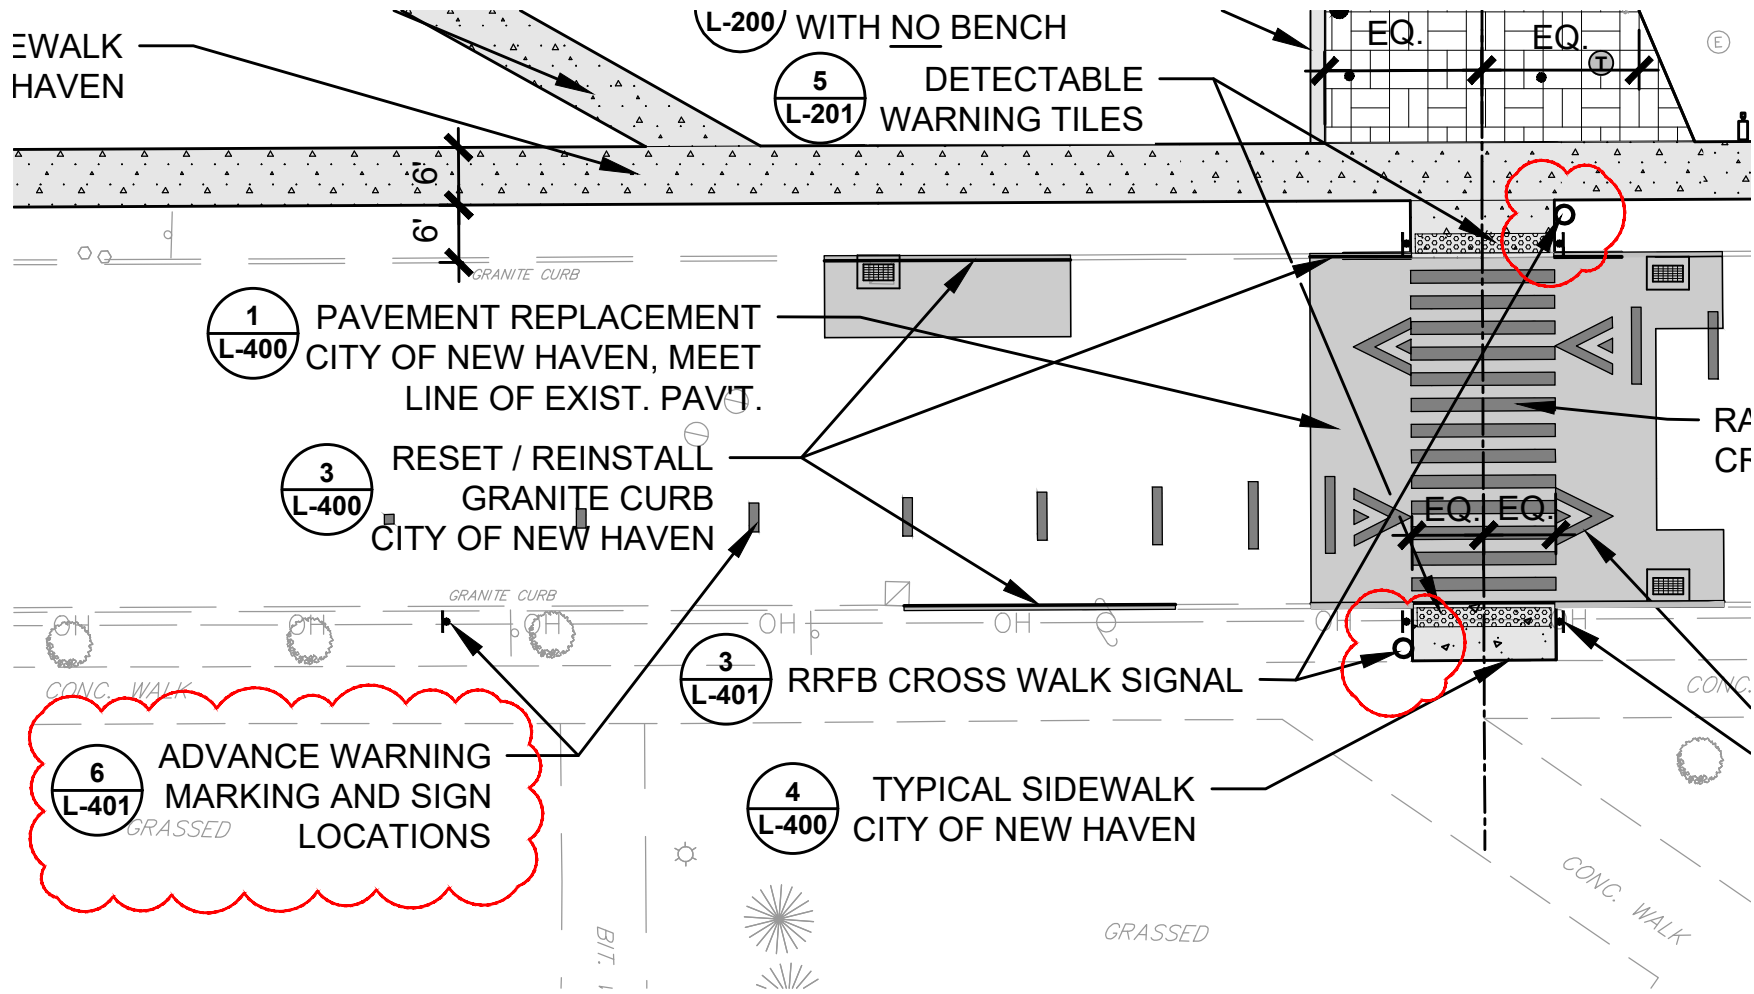 EWALK
HAVEN
L-200
WITH NO BENCH
5
L-201
DETECTABLE
WARNING TILES
EQ.
EQ.
T
E
6'
6'
GRANITE CURB
1
L-400
PAVEMENT REPLACEMENT
CITY OF NEW HAVEN, MEET
LINE OF EXIST. PAV'T.
RA
CR
3
L-400
RESET / REINSTALL
GRANITE CURB
CITY OF NEW HAVEN
EQ.
EQ.
GRANITE CURB
OH
OH
OH
OH
OH
OH
OH
CONC. WALK
3
L-401
RRFB CROSS WALK SIGNAL
CONC.
6
L-401
ADVANCE WARNING
MARKING AND SIGN
LOCATIONS
GRASSED
4
L-400
TYPICAL SIDEWALK
CITY OF NEW HAVEN
CONC. WALK
BIT.
GRASSED